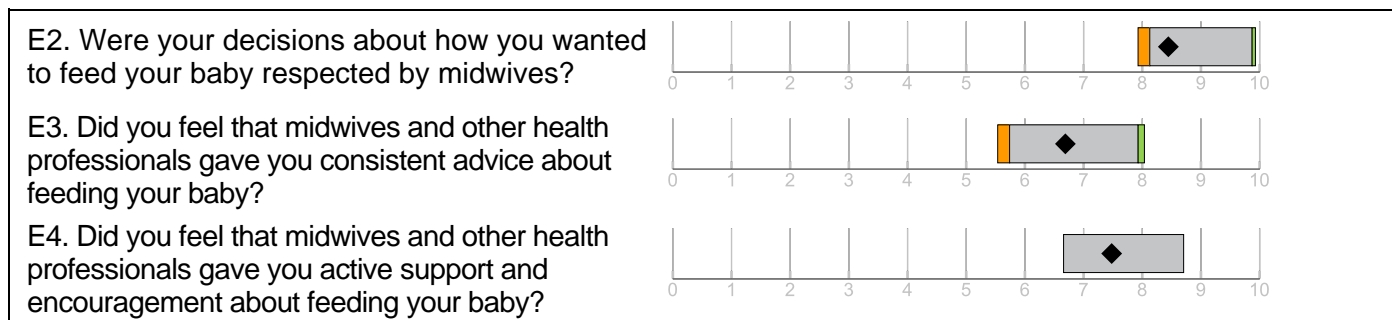 E2. Were your decisions about how you wanted
to feed your baby respected by midwives?
0 1 2 3 4 5 6 7 8 9 10
E3. Did you feel that midwives and other health
professionals gave you consistent advice about
feeding your baby?
0 1 2 3 4 5 6 7 8 9 10
E4. Did you feel that midwives and other health
professionals gave you active support and
encouragement about feeding your baby?
0 1 2 3 4 5 6 7 8 9 10